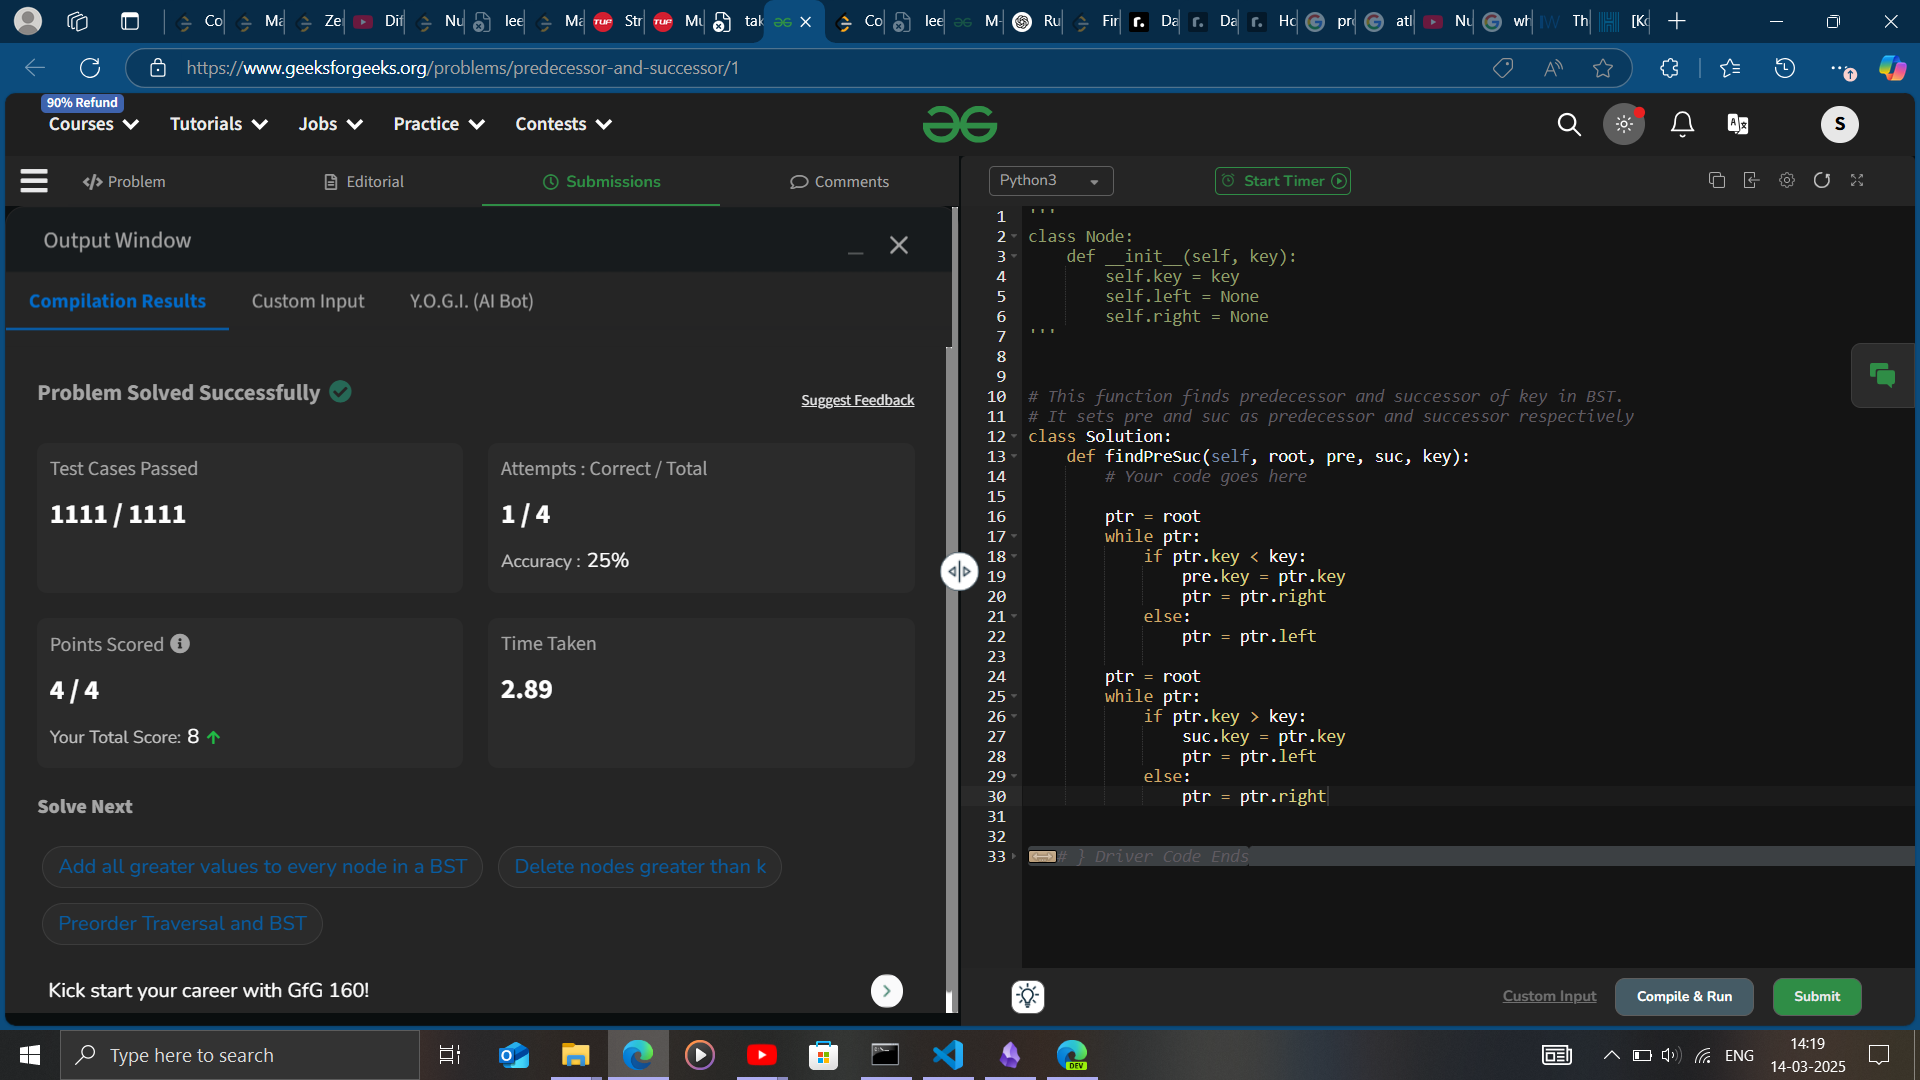 Co
Ma
Ze
Dif
Nu
lee
Ma
TUF
Str
TUF
Mu
tak
Co
lee
M-
Ru
Fir
r.
Da
r.
Da
r.
Ho
pre
atl
Nu
wh
Th
[Ko
https://www.geeksforgeeks.org/problems/predecessor-and-successor/1
90% Refund
Courses
Tutorials
Jobs
Practice
Contests
S
</> Problem
Editorial
Submissions
Comments
Python3
Start Timer
Output Window
Compilation Results
Custom Input
Y.O.G.I. (AI Bot)
Problem Solved Successfully
Suggest Feedback
Test Cases Passed
1111 / 1111
Attempts : Correct / Total
1 / 4
Accuracy : 25%
Points Scored
4 / 4
Your Total Score: 8
Time Taken
2.89
Solve Next
Add all greater values to every node in a BST
Delete nodes greater than k
Preorder Traversal and BST
Kick start your career with GfG 160!
1 '''
2 class Node:
3 def __init__(self, key):
4 self.key = key
5 self.left = None
6 self.right = None
7 '''
8
9
10 # This function finds predecessor and successor of key in BST.
11 # It sets pre and suc as predecessor and successor respectively
12 class Solution:
13 def findPreSuc(self, root, pre, suc, key):
14 # Your code goes here
15
16 ptr = root
17 while ptr:
18 if ptr.key < key:
19 pre.key = ptr.key
20 ptr = ptr.right
21 else:
22 ptr = ptr.left
23
24 ptr = root
25 while ptr:
26 if ptr.key > key:
27 suc.key = ptr.key
28 ptr = ptr.left
29 else:
30 ptr = ptr.right
31
32
33 # } Driver Code Ends
Custom Input
Compile & Run
Submit
Type here to search
DEV
ENG
14:19
14-03-2025